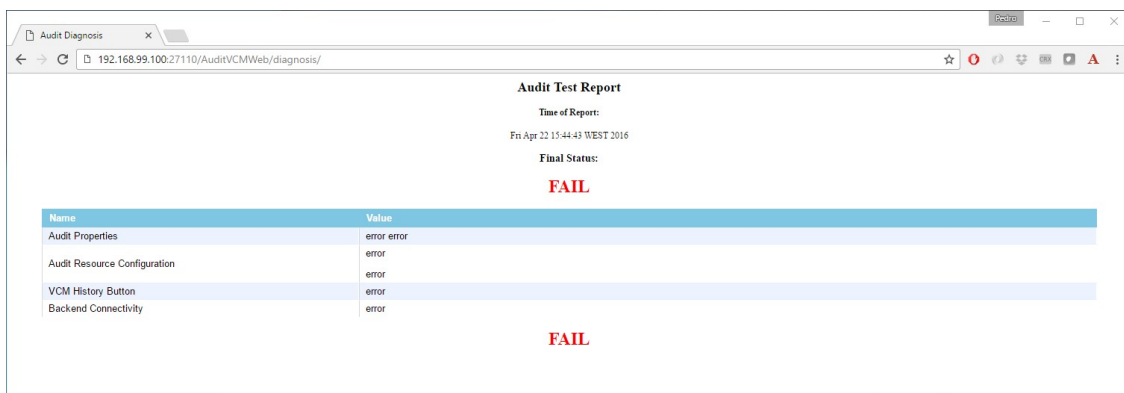 Pedro
Audit Diagnosis
192.168.99.100:27110/AuditVCMWeb/diagnosis/
Audit Test Report
Time of Report:
Fri Apr 22 15:44:43 WEST 2016
Final Status:
FAIL
Name Value
Audit Properties error error
error
Audit Resource Configuration
error
VCM History Button error
Backend Connectivity error
FAIL